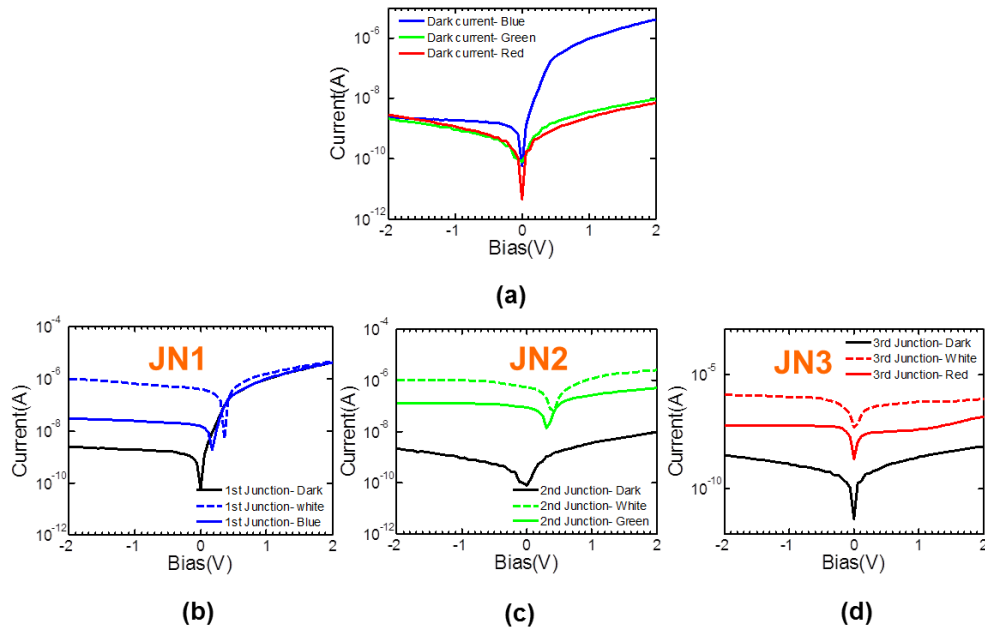 Dark current- Blue
Dark current- Green
Dark current- Red
10^-6
10^-8
10^-10
10^-12
Current(A)
-2 -1 0 1 2
Bias(V)
(a)
10^-4
10^-6
10^-8
10^-10
10^-12
Current(A)
JN1
1st Junction- Dark
1st Junction- white
1st Junction- Blue
-2 -1 0 1 2
Bias(V)
(b)
10^-4
10^-6
10^-8
10^-10
10^-12
Current(A)
JN2
2nd Junction- Dark
2nd Junction- White
2nd Junction- Green
-2 -1 0 1 2
Bias(V)
(c)
10^-5
10^-10
Current(A)
JN3
3rd Junction- Dark
3rd Junction- White
3rd Junction- Red
-2 -1 0 1 2
Bias(V)
(d)